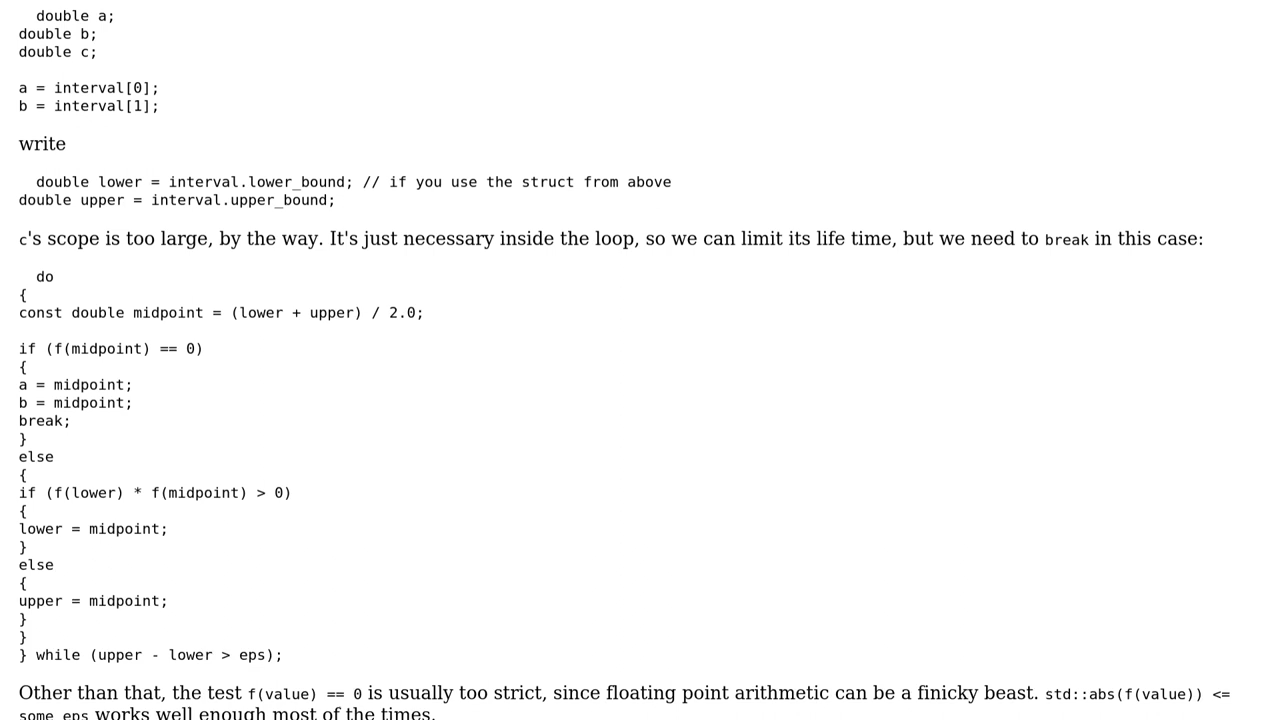 double a;
double b;
double c;

a = interval[0];
b = interval[1];

write

double lower = interval.lower_bound; // if you use the struct from above
double upper = interval.upper_bound;

c's scope is too large, by the way. It's just necessary inside the loop, so we can limit its life time, but we need to break in this case:

do
{
const double midpoint = (lower + upper) / 2.0;

if (f(midpoint) == 0)
{
a = midpoint;
b = midpoint;
break;
}
else
{
if (f(lower) * f(midpoint) > 0)
{
lower = midpoint;
}
else
{
upper = midpoint;
}
}
} while (upper - lower > eps);

Other than that, the test f(value) == 0 is usually too strict, since floating point arithmetic can be a finicky beast. std::abs(f(value)) <=
some_eps works well enough most of the times.